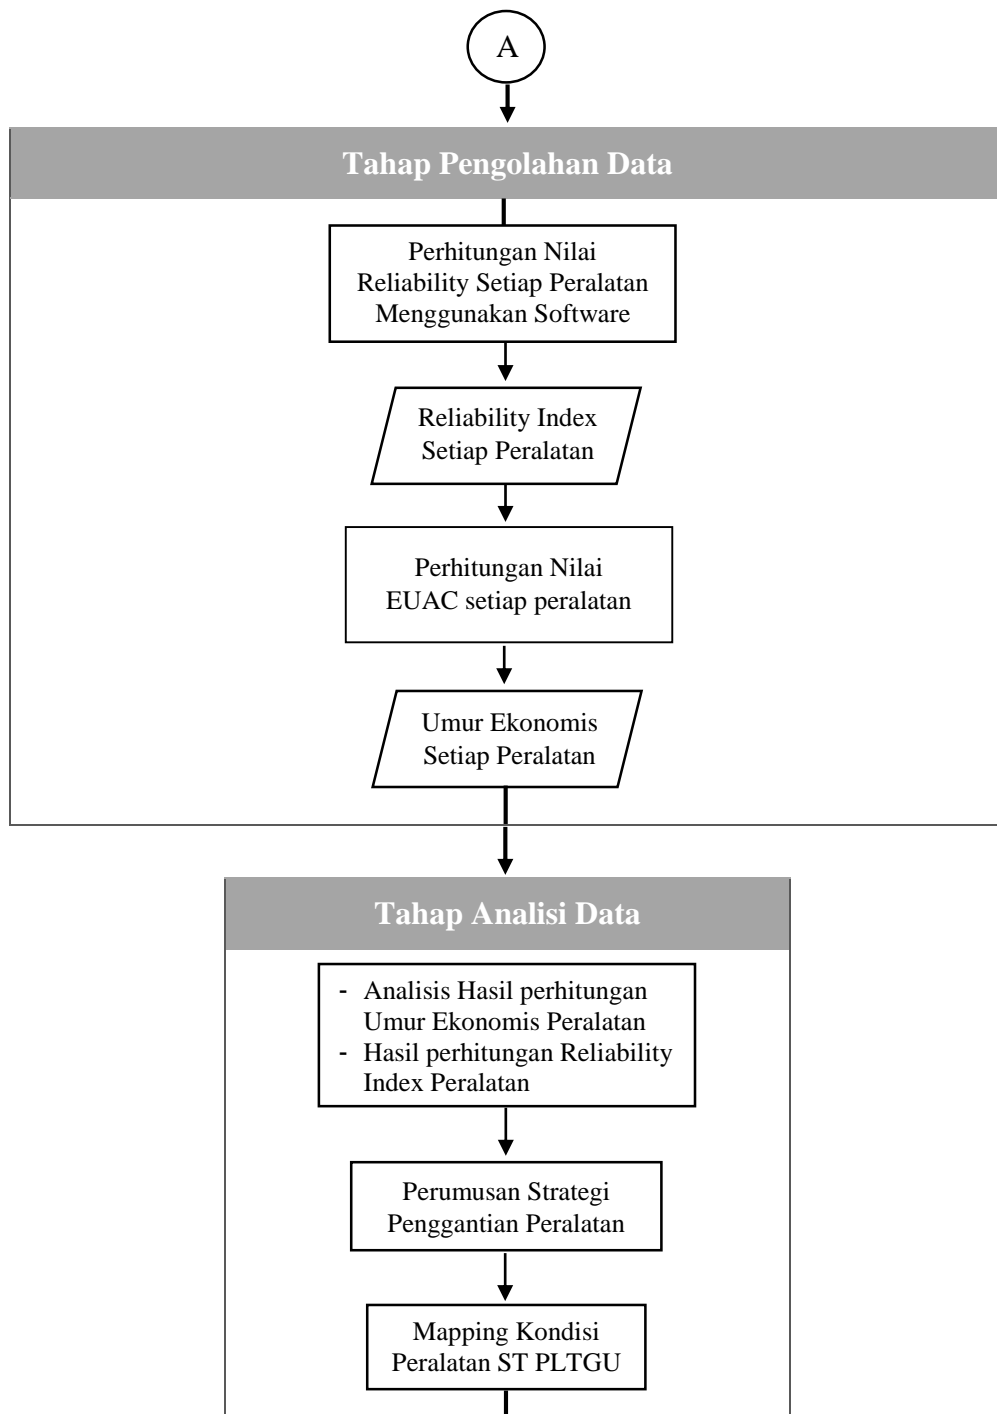 A
Tahap Pengolahan Data
Perhitungan Nilai
Reliability Setiap Peralatan
Menggunakan Software
Reliability Index
Setiap Peralatan
Perhitungan Nilai
EUAC setiap peralatan
Umur Ekonomis
Setiap Peralatan
Tahap Analisi Data
- Analisis Hasil perhitungan
Umur Ekonomis Peralatan
- Hasil perhitungan Reliability
Index Peralatan
Perumusan Strategi
Penggantian Peralatan
Mapping Kondisi
Peralatan ST PLTGU